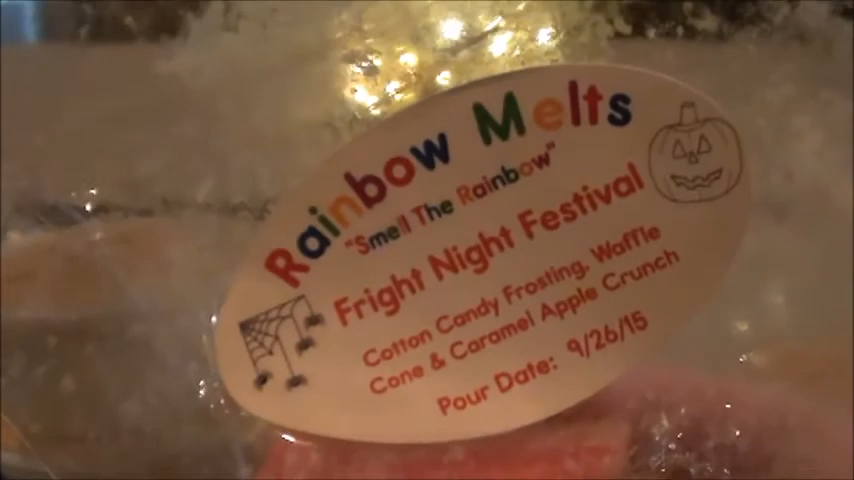 Rainbow Melts
"Smell The Rainbow"
Fright Night Festival
Cotton Candy Frosting, Waffle
Cone & Caramel Apple Crunch
Pour Date: 9/26/15